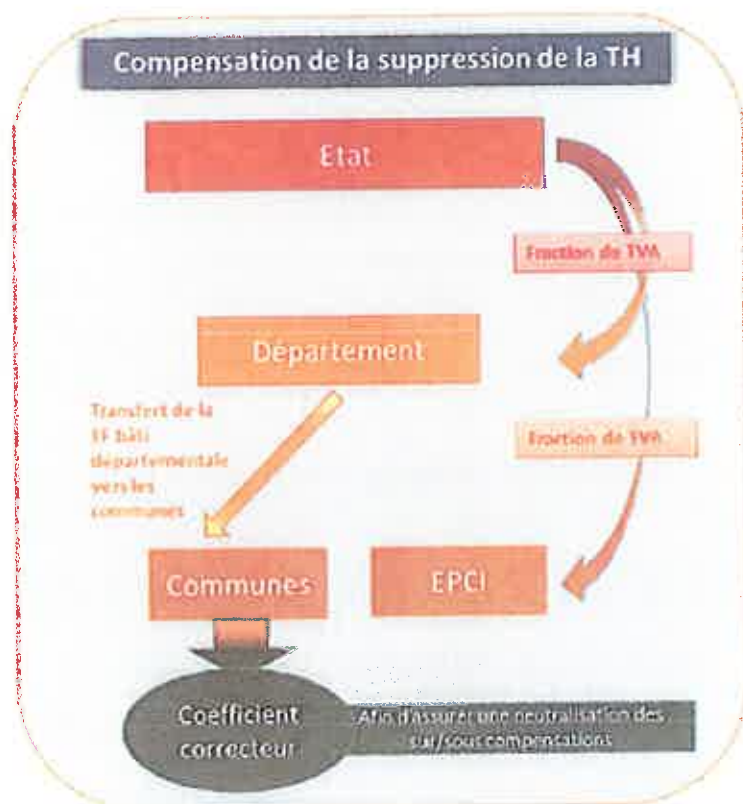 Compensation de la suppression de la TH
Etat
Fraction de TVA
Département
Transfert de la
TF bâti
départementale
vers les
communes
Fraction de TVA
Communes
EPCI
Coefficient
correcteur
Afin d'assurer une neutralisation des
sur/sous compensations